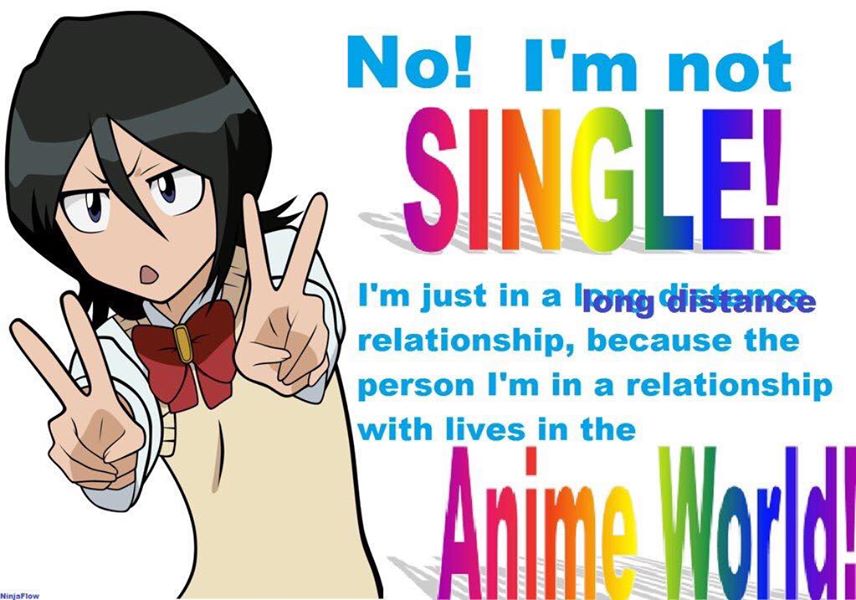 No! I'm not
SINGLE!
I'm just in a long distance
long distance
relationship, because the
person I'm in a relationship
with lives in the
Anime World!
NinjaFlow